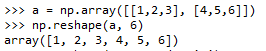 >>> a = np.array([[1,2,3], [4,5,6]])
>>> np.reshape(a, 6)
array([1, 2, 3, 4, 5, 6])